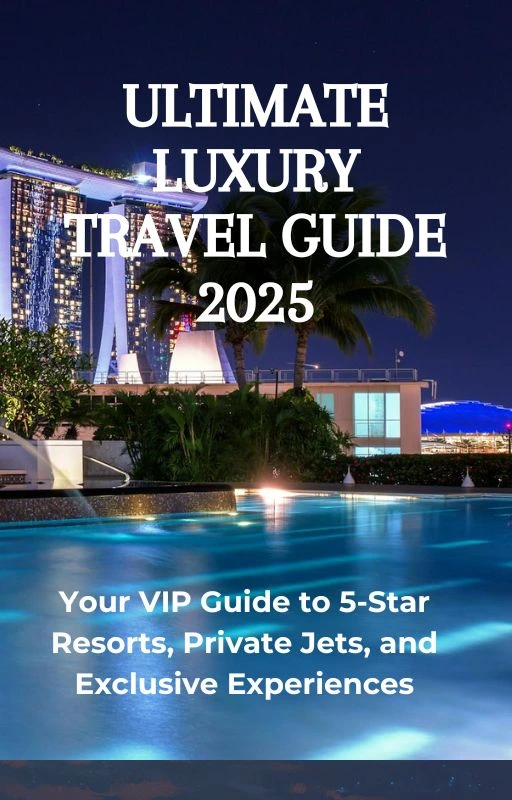 ULTIMATE
LUXURY
TRAVEL GUIDE
2025
Your VIP Guide to 5-Star
Resorts, Private Jets, and
Exclusive Experiences